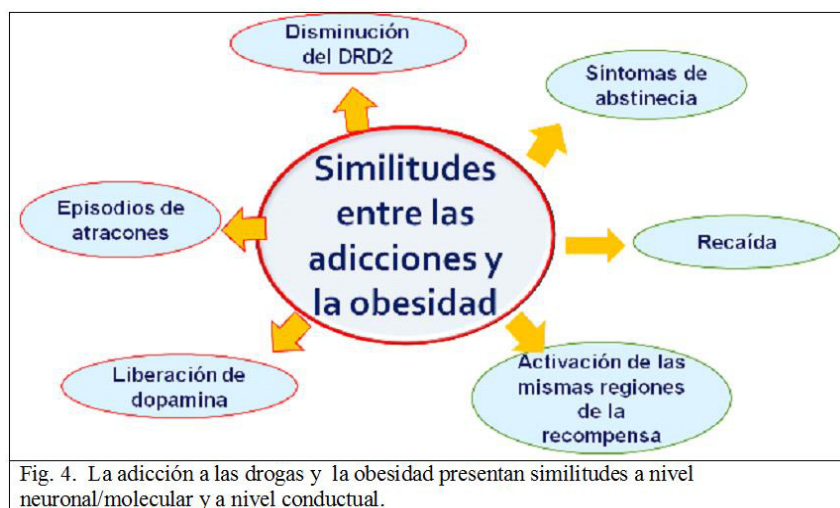 Disminución
del DRD2
Síntomas de
abstinecia
Similitudes
entre las
adicciones y
la obesidad
Episodios de
atracones
Recaída
Liberación de
dopamina
Activación de las
mismas regiones
de la
recompensa
Fig. 4. La adicción a las drogas y la obesidad presentan similitudes a nivel
neuronal/molecular y a nivel conductual.